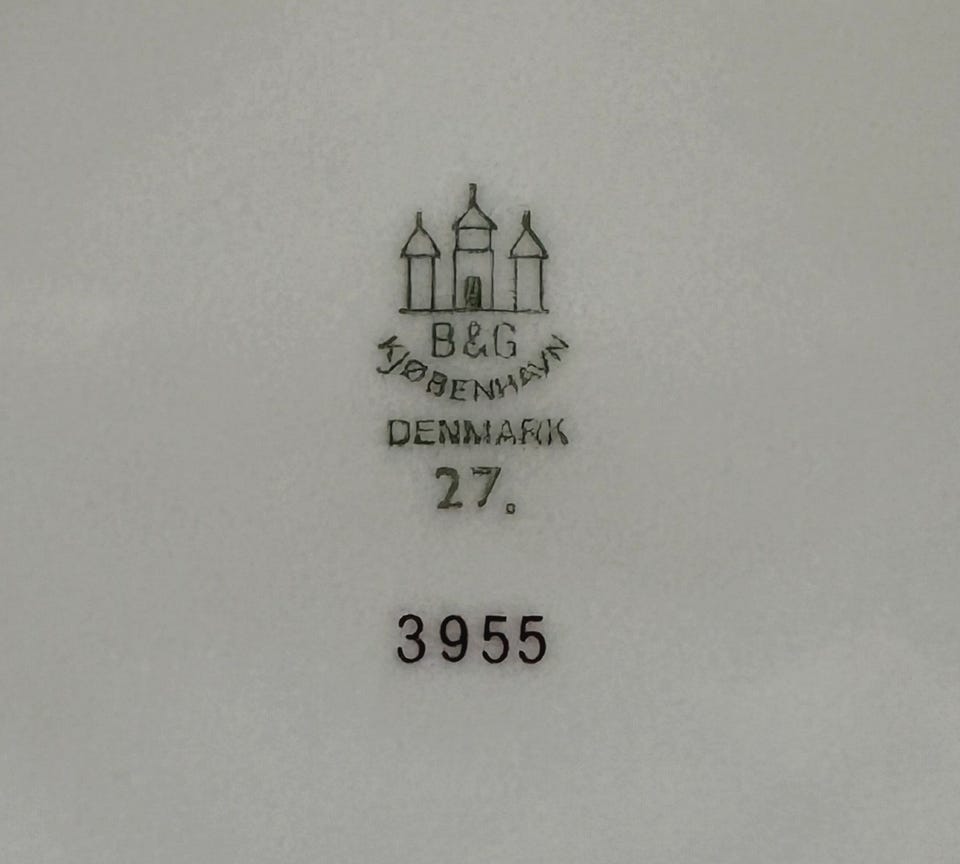 B&G
KJØBENHAVN
DENMARK
27.
3955